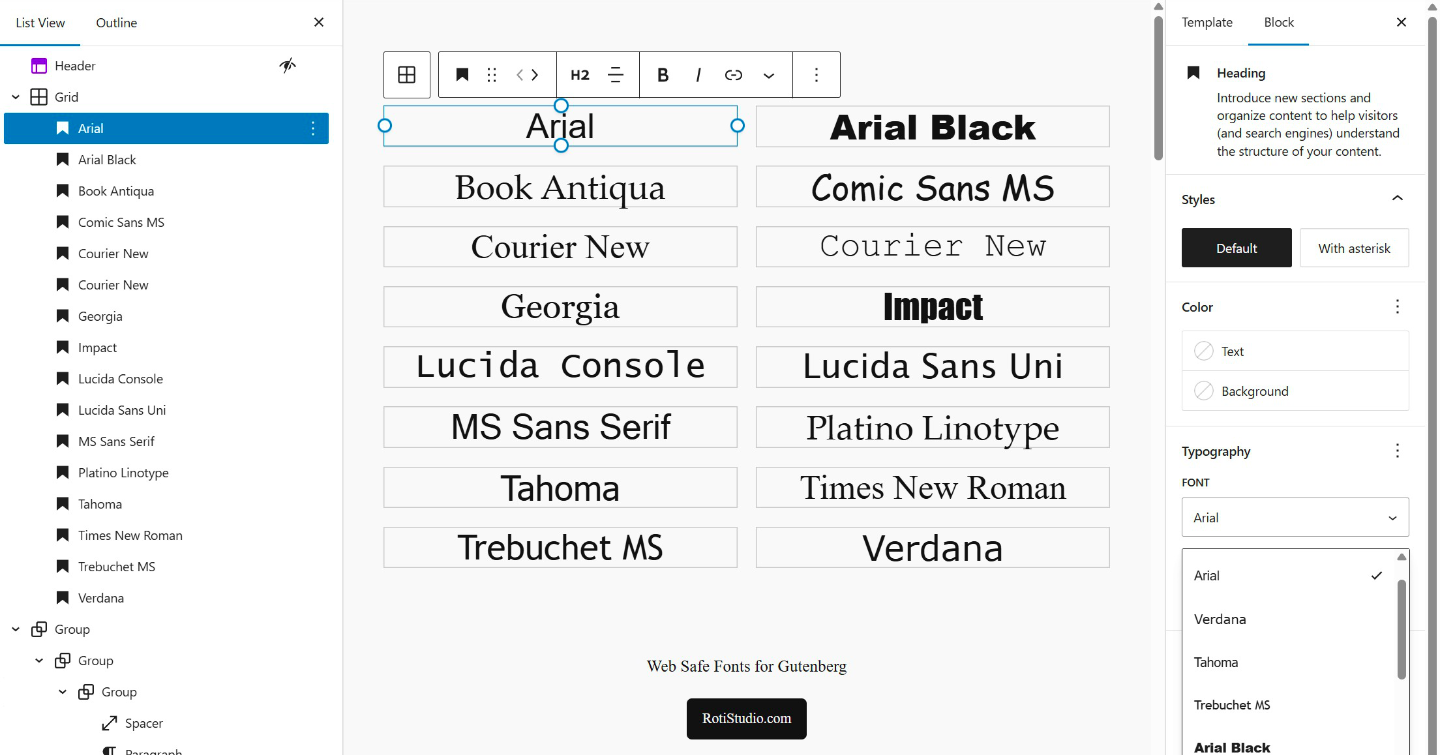 List View
Outline
Header
Grid
Arial
Arial Black
Book Antiqua
Comic Sans MS
Courier New
Courier New
Georgia
Impact
Lucida Console
Lucida Sans Uni
MS Sans Serif
Platino Linotype
Tahoma
Times New Roman
Trebuchet MS
Verdana
Group
Group
Group
Spacer
Paragraph
H2
B I
Arial
Arial Black
Book Antiqua
Comic Sans MS
Courier New
Courier New
Georgia
Impact
Lucida Console
Lucida Sans Uni
MS Sans Serif
Platino Linotype
Tahoma
Times New Roman
Trebuchet MS
Verdana
Web Safe Fonts for Gutenberg
RotiStudio.com
Template
Block
Heading
Introduce new sections and
organize content to help visitors
(and search engines) understand
the structure of your content.
Styles
Default
With asterisk
Color
Text
Background
Typography
FONT
Arial
Arial
Verdana
Tahoma
Trebuchet MS
Arial Black